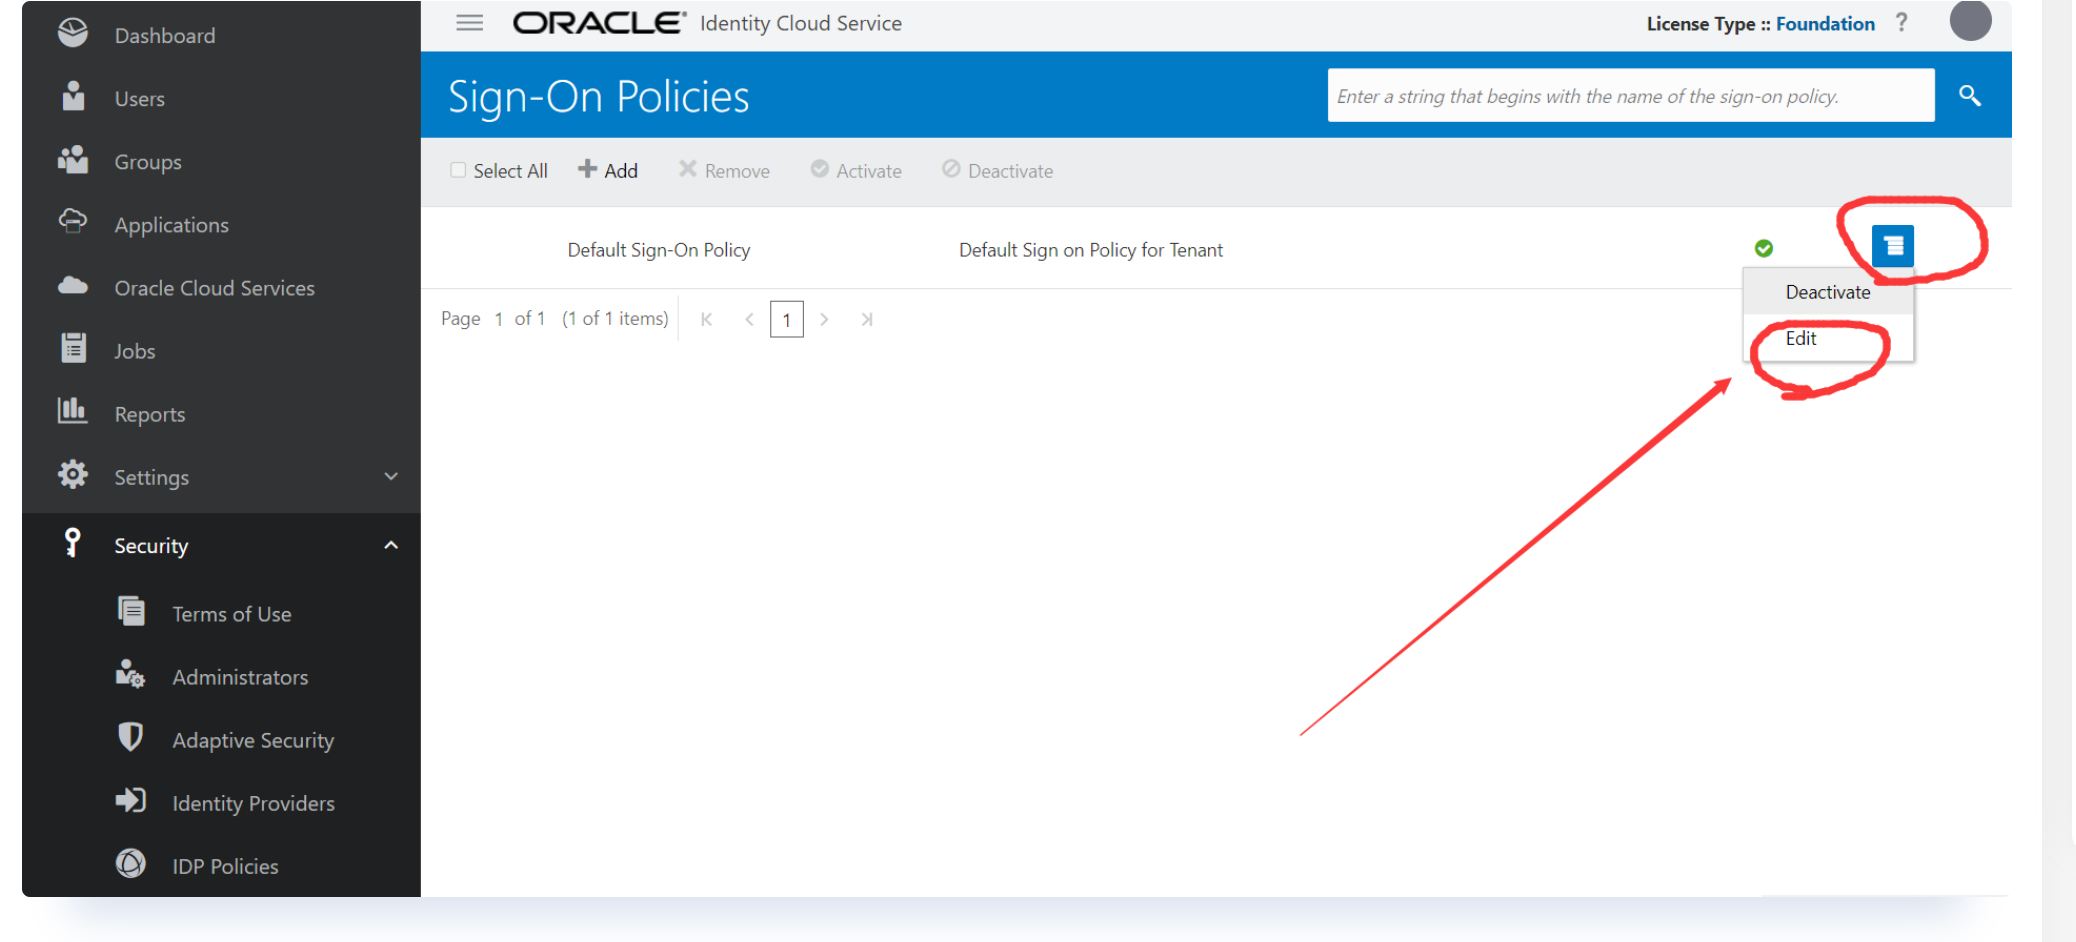 Dashboard
Users
Groups
Applications
Oracle Cloud Services
Jobs
Reports
Settings
Security
Terms of Use
Administrators
Adaptive Security
Identity Providers
IDP Policies
ORACLE® Identity Cloud Service
License Type :: Foundation ?
Sign-On Policies
Enter a string that begins with the name of the sign-on policy.
Select All Add Remove Activate Deactivate
Default Sign-On Policy Default Sign on Policy for Tenant
Deactivate
Edit
Page 1 of 1 (1 of 1 items) 1